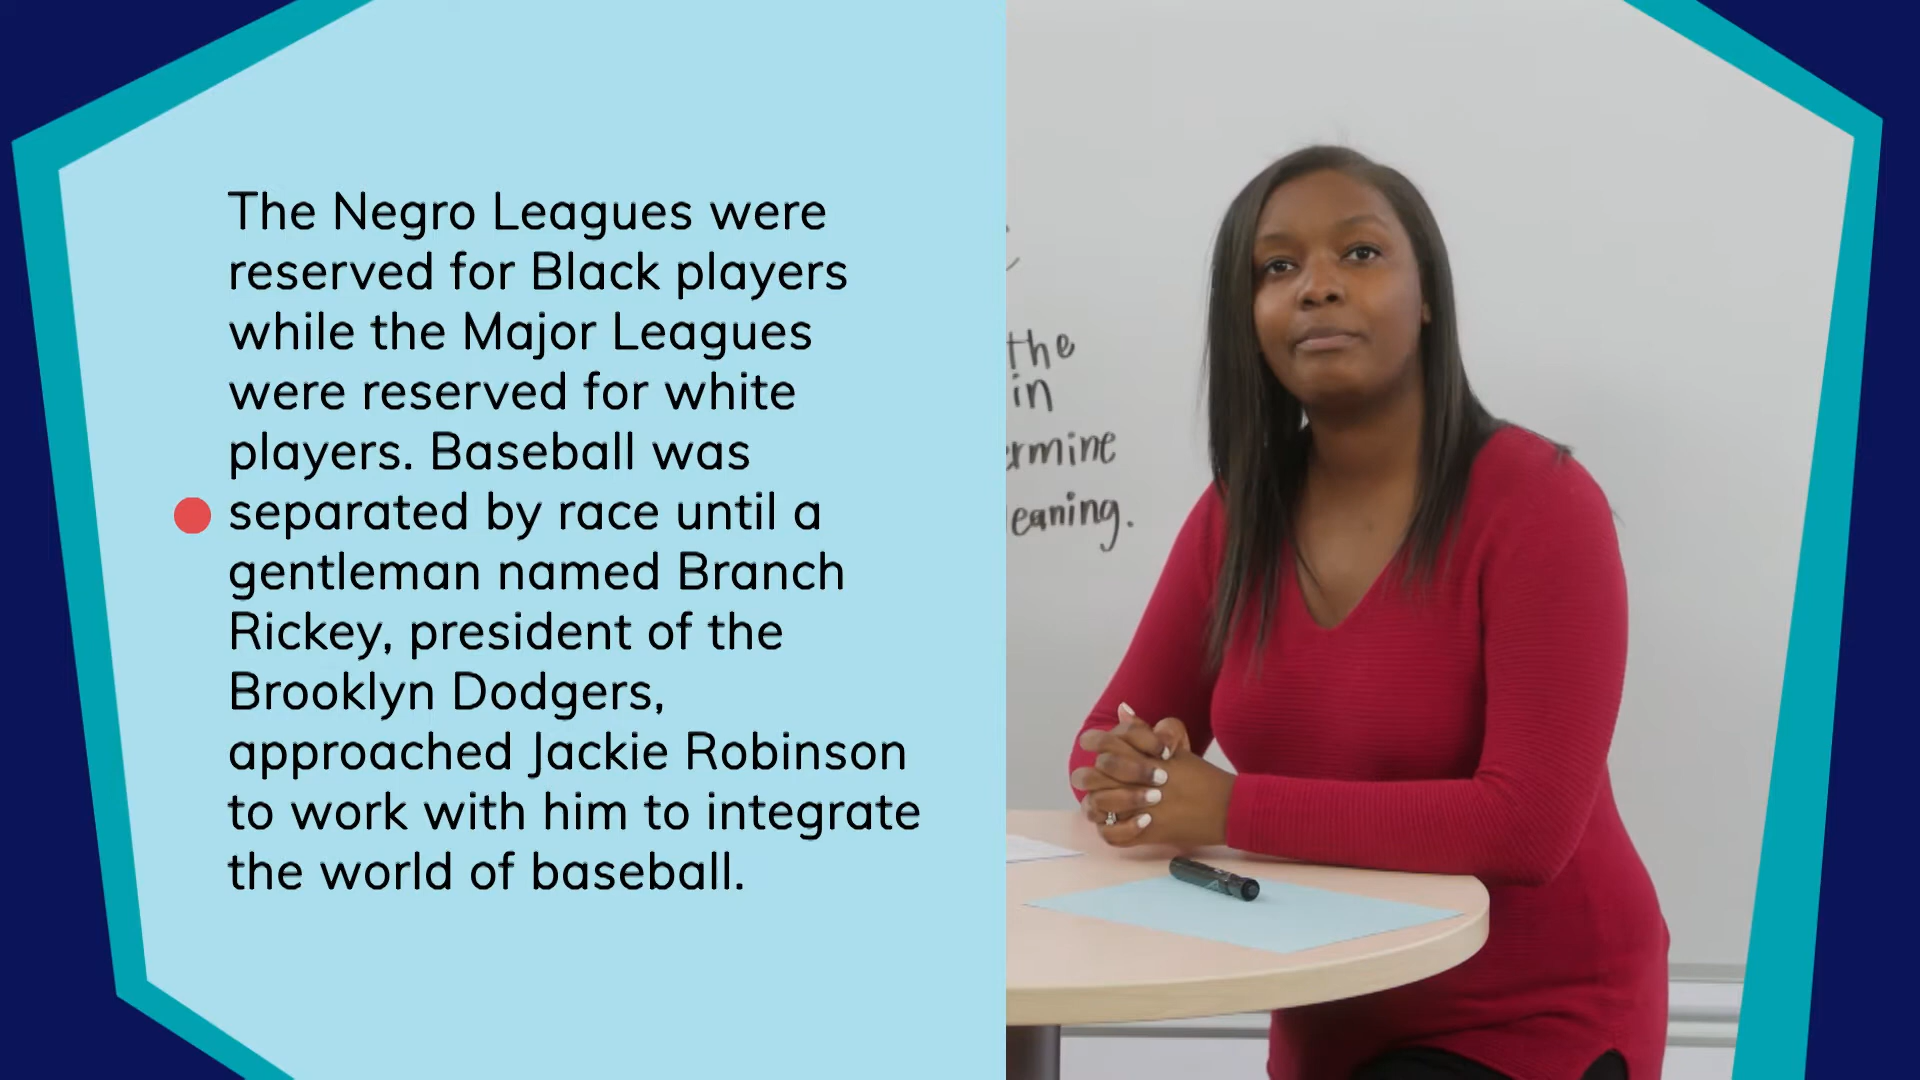 The Negro Leagues were
reserved for Black players
while the Major Leagues
were reserved for white
players. Baseball was
separated by race until a
gentleman named Branch
Rickey, president of the
Brooklyn Dodgers,
approached Jackie Robinson
to work with him to integrate
the world of baseball.
the
in
ermine
eaning.